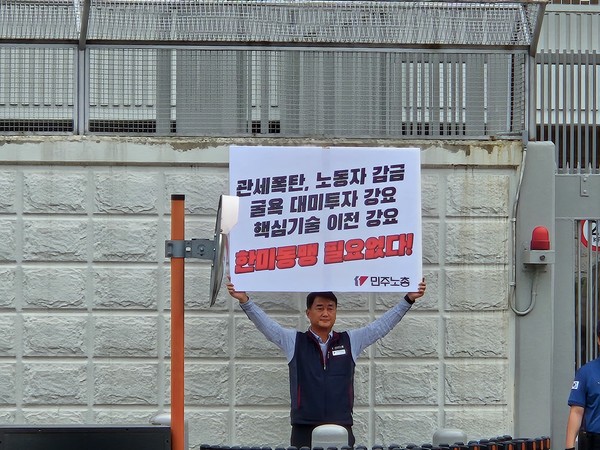 관세폭탄, 노동자 감금
굴욕 대미투자 강요
핵심기술 이전 강요
한미동맹 필요없다!
민주노총